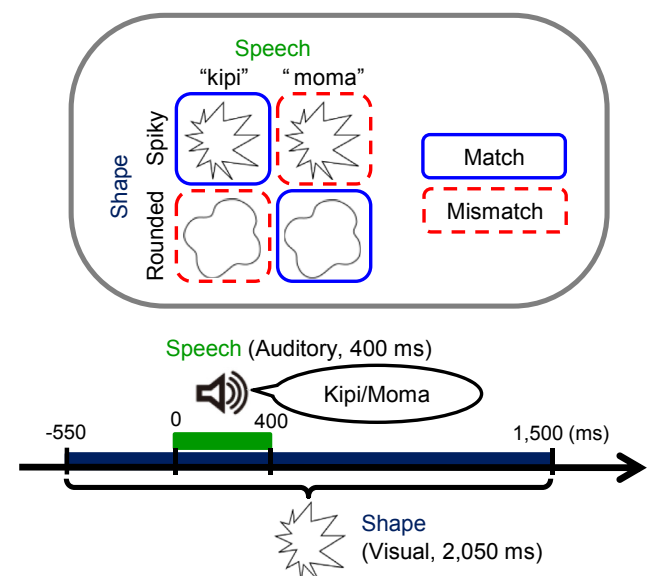 Speech
“kipi” “ moma”
Spiky
Shape
Rounded
Match
Mismatch
Speech (Auditory, 400 ms)
Kipi/Moma
-550 0 400 1,500 (ms)
Shape
(Visual, 2,050 ms)